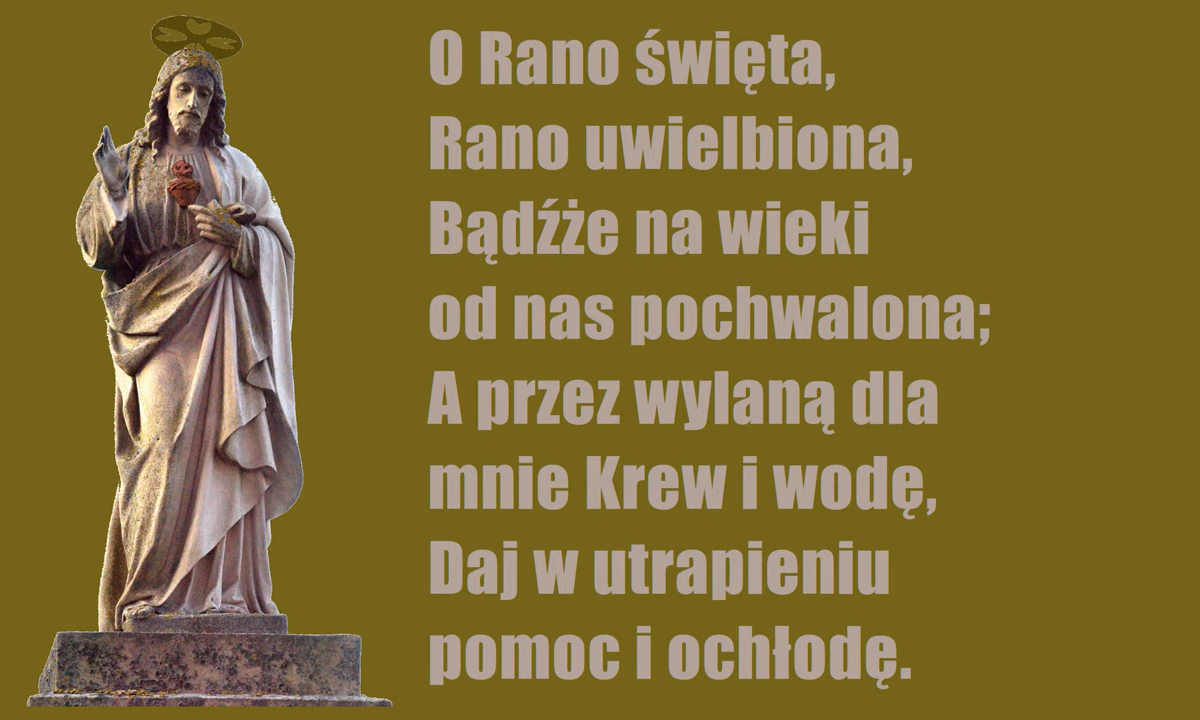 O Rano święta,
Rano uwielbiona,
Bądźże na wieki
od nas pochwalona;
A przez wylaną dla
mnie Krew i wodę,
Daj w utrapieniu
pomoc i ochłodę.